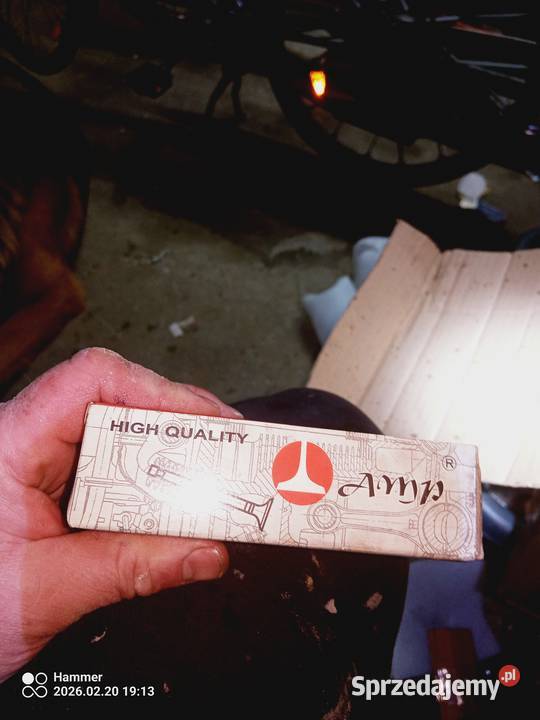 HIGH QUALITY
AMP ®
Hammer
2026.02.20 19:13
Sprzedajemy.pl